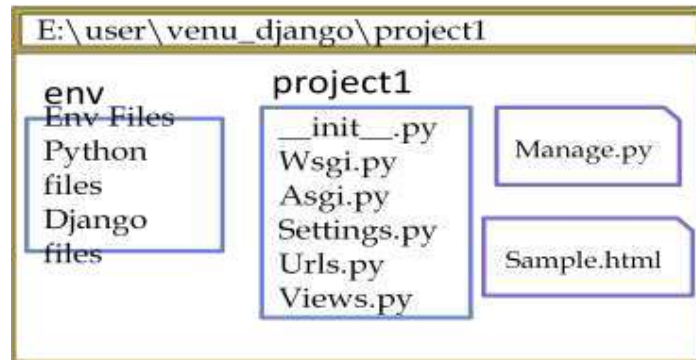 E:\user\venu_django\project1
env
Env Files
Python
files
Django
files
project1
__init__.py
Wsgi.py
Asgi.py
Settings.py
Urls.py
Views.py
Manage.py
Sample.html